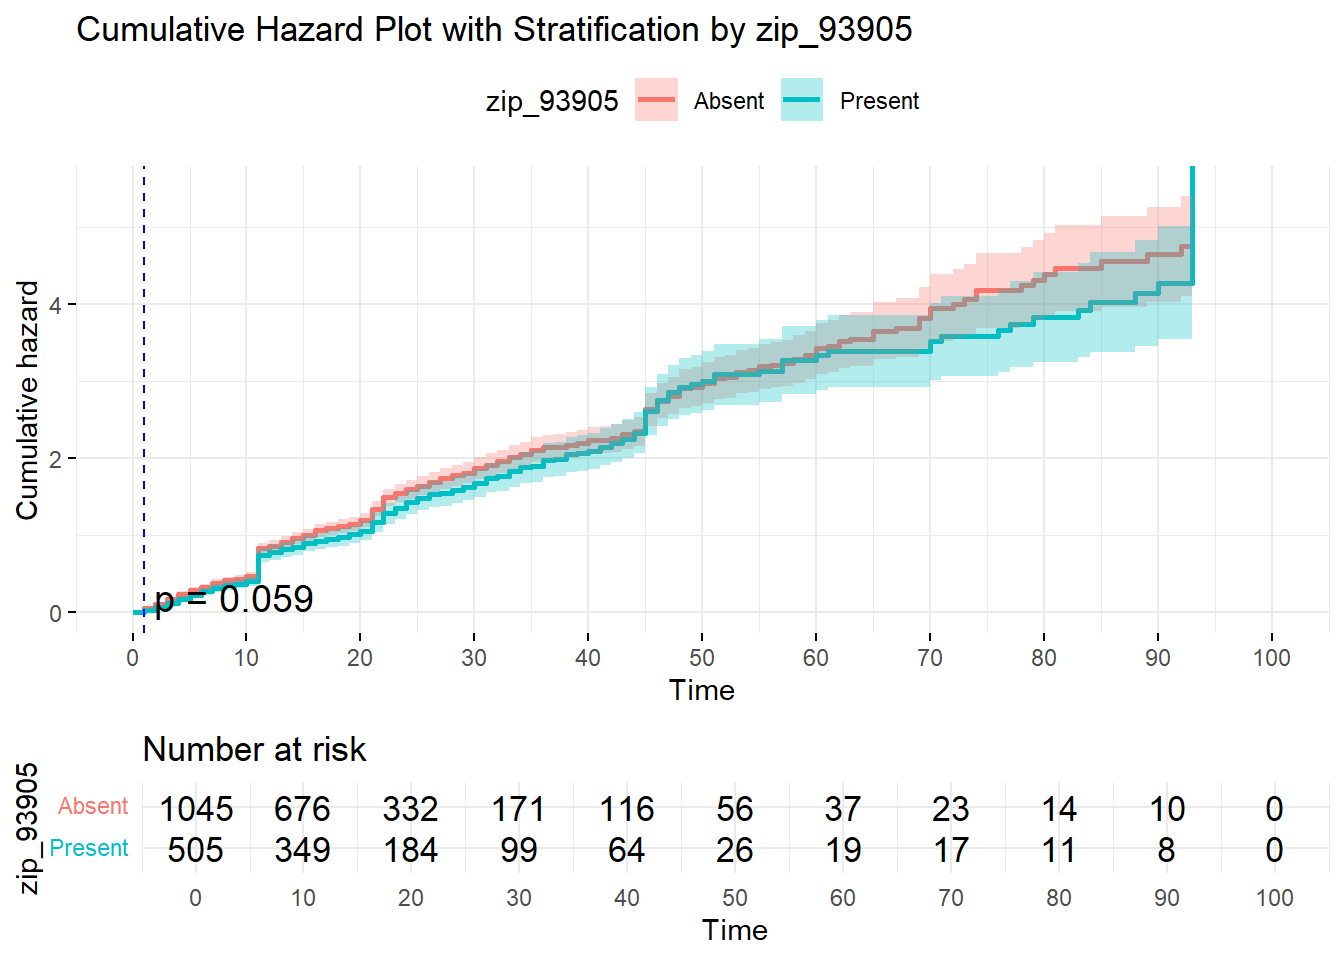 Cumulative Hazard Plot with Stratification by zip_93905
zip_93905 Absent Present
Cumulative hazard
4
2
0
p = 0.059
0 10 20 30 40 50 60 70 80 90 100
Time
Number at risk
zip_93905
Absent 1045 676 332 171 116 56 37 23 14 10 0
Present 505 349 184 99 64 26 19 17 11 8 0
0 10 20 30 40 50 60 70 80 90 100
Time